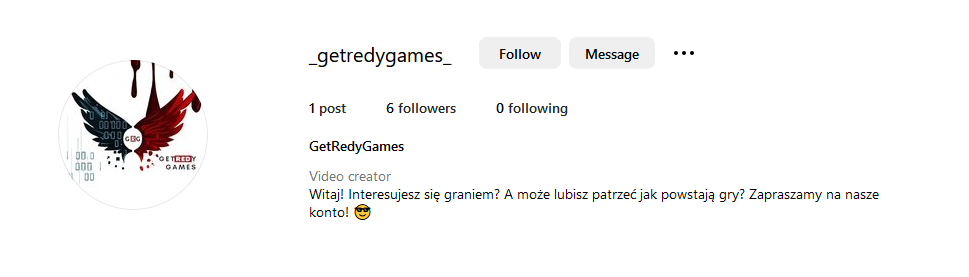 _getredygames_ Follow Message
1 post 6 followers 0 following
GetRedyGames
Video creator
Witaj! Interesujesz się graniem? A może lubisz patrzeć jak powstają gry? Zapraszamy na nasze
konto! 😎
GRG
GETREDY
GAMES